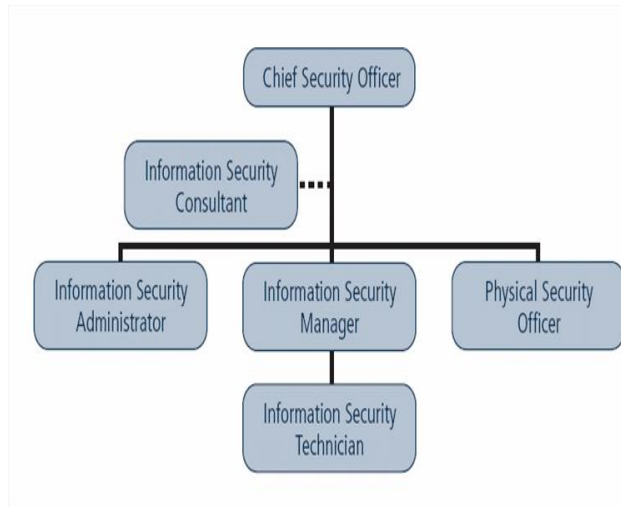 Chief Security Officer
Information Security
Consultant
Information Security
Administrator
Information Security
Manager
Physical Security
Officer
Information Security
Technician